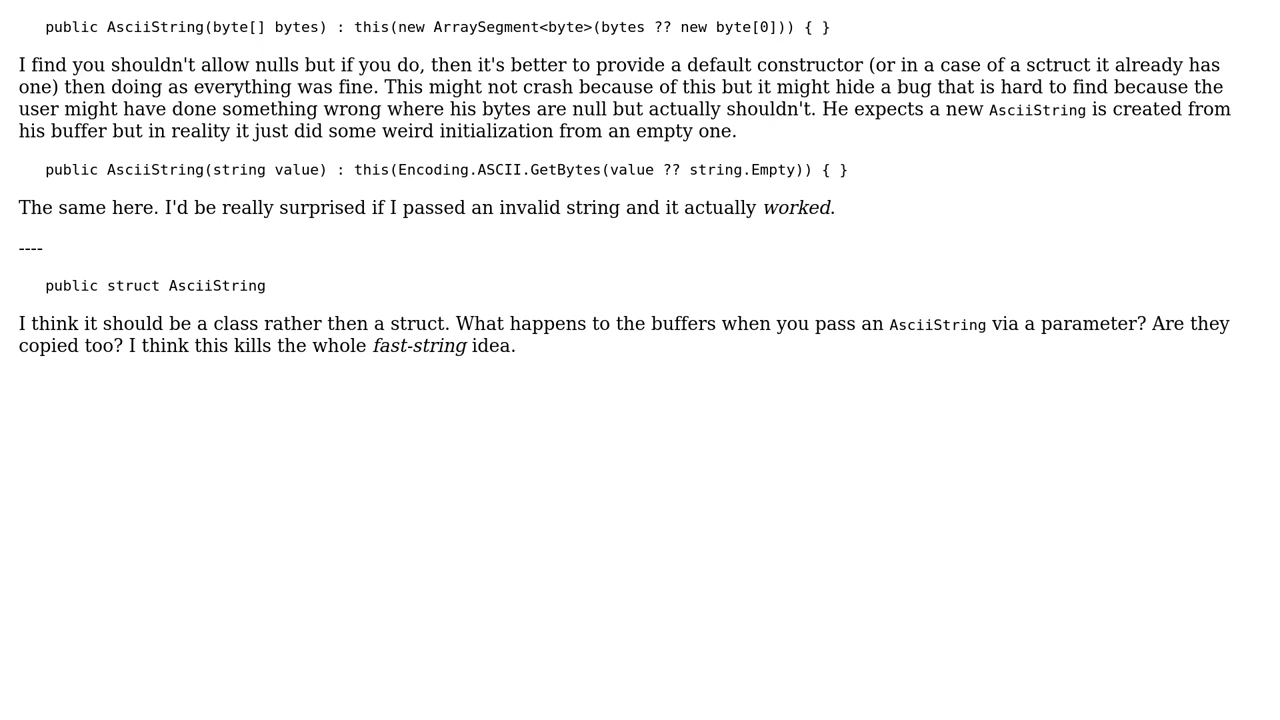 public AsciiString(byte[] bytes) : this(new ArraySegment<byte>(bytes ?? new byte[0])) { }
I find you shouldn't allow nulls but if you do, then it's better to provide a default constructor (or in a case of a sctruct it already has
one) then doing as everything was fine. This might not crash because of this but it might hide a bug that is hard to find because the
user might have done something wrong where his bytes are null but actually shouldn't. He expects a new AsciiString is created from
his buffer but in reality it just did some weird initialization from an empty one.
public AsciiString(string value) : this(Encoding.ASCII.GetBytes(value ?? string.Empty)) { }
The same here. I'd be really surprised if I passed an invalid string and it actually worked.
----
public struct AsciiString
I think it should be a class rather then a struct. What happens to the buffers when you pass an AsciiString via a parameter? Are they
copied too? I think this kills the whole fast-string idea.